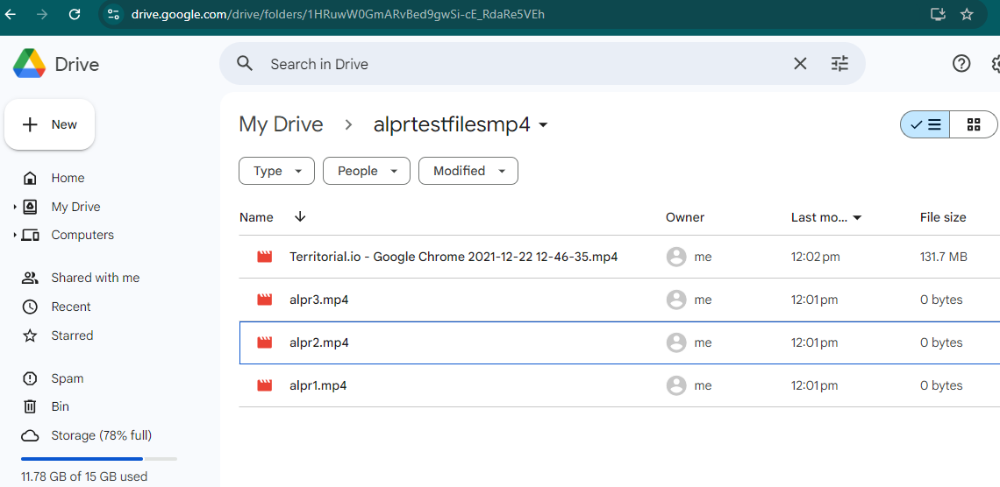 drive.google.com/drive/folders/1HRuwW0GmARvBed9gwSi-cE_RdaRe5VEh
Drive
Search in Drive
New
My Drive > alprtestfilesmp4
Type People Modified
Home
My Drive
Computers
Shared with me
Recent
Starred
Spam
Bin
Storage (78% full)
11.78 GB of 15 GB used
Name Owner Last mo... File size
Territorial.io - Google Chrome 2021-12-22 12-46-35.mp4 me 12:02 pm 131.7 MB
alpr3.mp4 me 12:01 pm 0 bytes
alpr2.mp4 me 12:01 pm 0 bytes
alpr1.mp4 me 12:01 pm 0 bytes